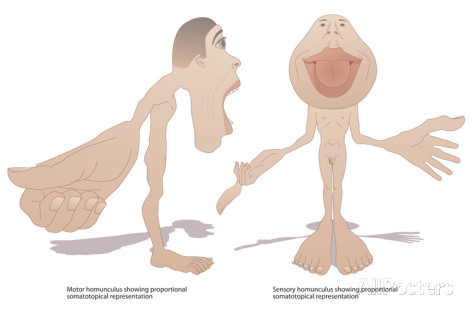 Motor homunculus showing proportional
somatotopical representation
Sensory homunculus showing proportional
somatotopical representation
AllPosters